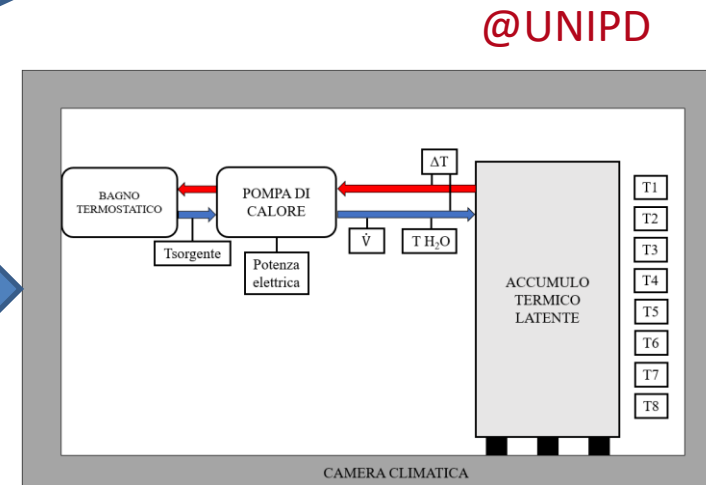 @UNIPD
ΔT
BAGNO
TERMOSTATICO
POMPA DI
CALORE
Tsorgente
Potenza
elettrica
V̇
T H₂O
ACCUMULO
TERMICO
LATENTE
T1
T2
T3
T4
T5
T6
T7
T8
CAMERA CLIMATICA